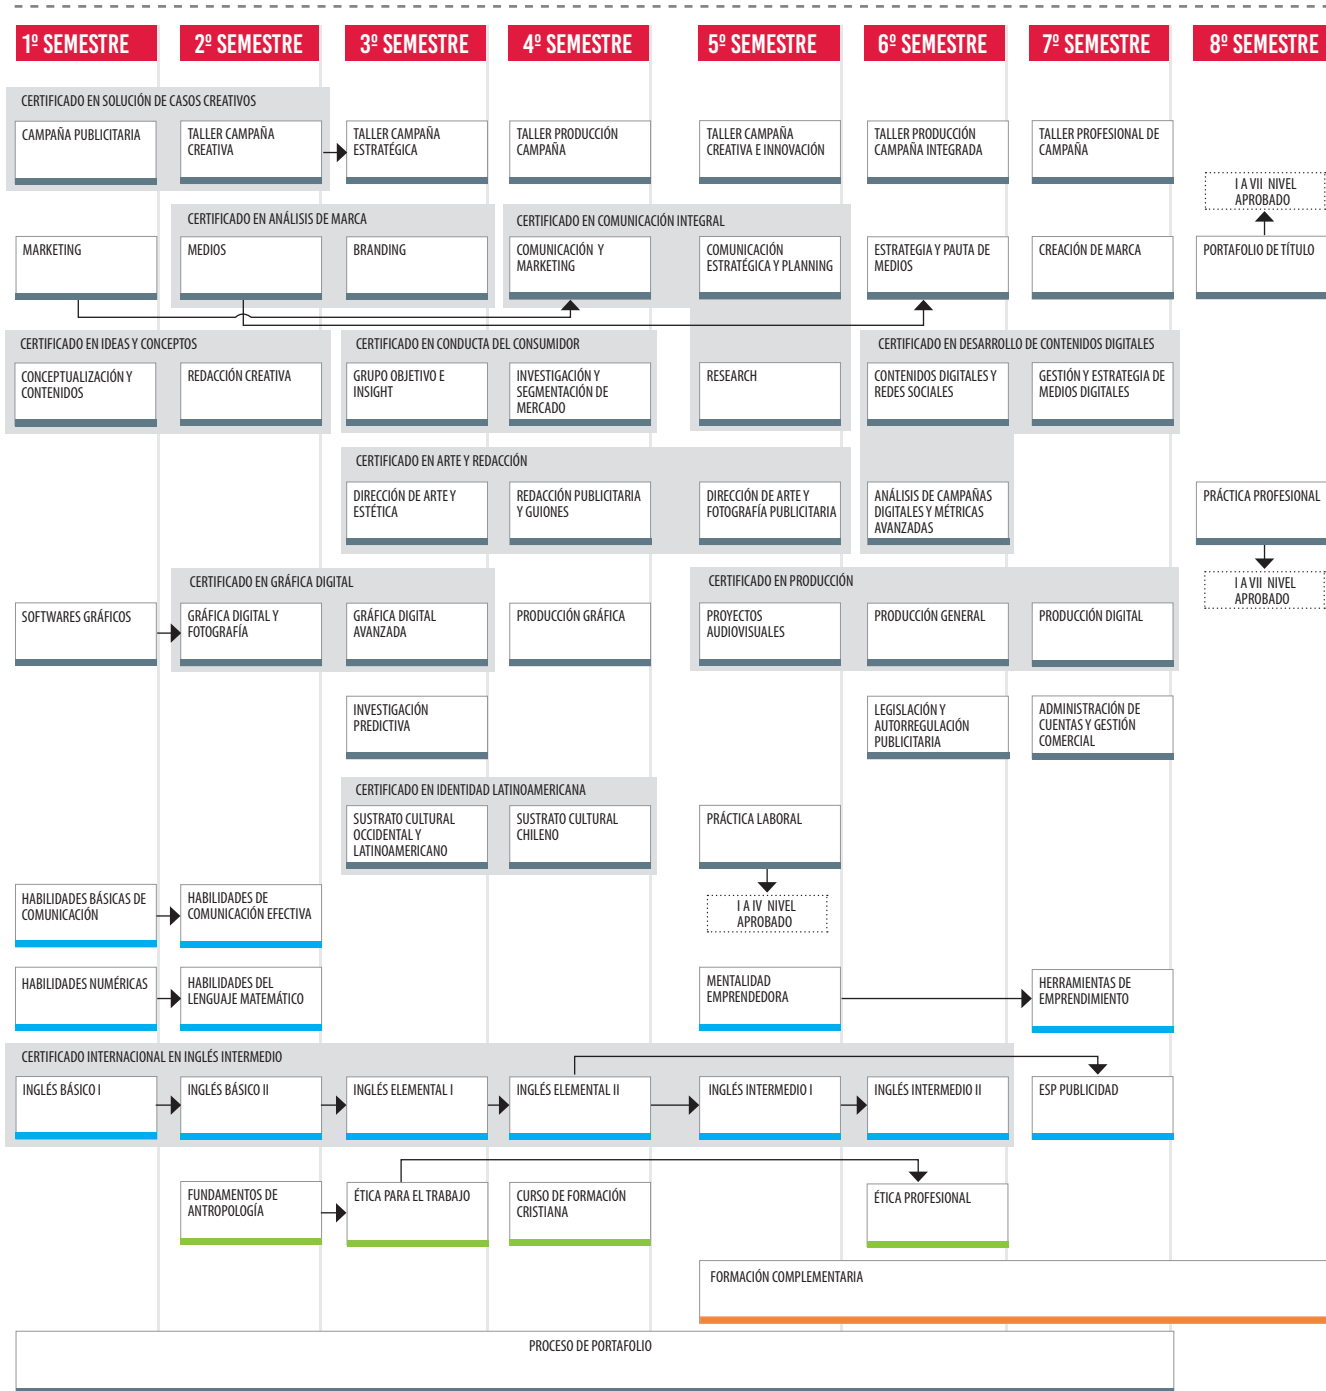 1º SEMESTRE
2º SEMESTRE
3º SEMESTRE
4º SEMESTRE
5º SEMESTRE
6º SEMESTRE
7º SEMESTRE
8º SEMESTRE
CERTIFICADO EN SOLUCIÓN DE CASOS CREATIVOS
CAMPAÑA PUBLICITARIA
TALLER CAMPAÑA
CREATIVA
TALLER CAMPAÑA
ESTRATÉGICA
TALLER PRODUCCIÓN
CAMPAÑA
TALLER CAMPAÑA
CREATIVA E INNOVACIÓN
TALLER PRODUCCIÓN
CAMPAÑA INTEGRADA
TALLER PROFESIONAL DE
CAMPAÑA
I A VII NIVEL
APROBADO
CERTIFICADO EN ANÁLISIS DE MARCA
CERTIFICADO EN COMUNICACIÓN INTEGRAL
MARKETING
MEDIOS
BRANDING
COMUNICACIÓN Y
MARKETING
COMUNICACIÓN
ESTRATÉGICA Y PLANNING
ESTRATEGIA Y PAUTA DE
MEDIOS
CREACIÓN DE MARCA
PORTAFOLIO DE TÍTULO
CERTIFICADO EN IDEAS Y CONCEPTOS
CERTIFICADO EN CONDUCTA DEL CONSUMIDOR
CERTIFICADO EN DESARROLLO DE CONTENIDOS DIGITALES
CONCEPTUALIZACIÓN Y
CONTENIDOS
REDACCIÓN CREATIVA
GRUPO OBJETIVO E
INSIGHT
INVESTIGACIÓN Y
SEGMENTACIÓN DE
MERCADO
RESEARCH
CONTENIDOS DIGITALES Y
REDES SOCIALES
GESTIÓN Y ESTRATEGIA DE
MEDIOS DIGITALES
CERTIFICADO EN ARTE Y REDACCIÓN
DIRECCIÓN DE ARTE Y
ESTÉTICA
REDACCIÓN PUBLICITARIA
Y GUIONES
DIRECCIÓN DE ARTE Y
FOTOGRAFÍA PUBLICITARIA
ANÁLISIS DE CAMPAÑAS
DIGITALES Y MÉTRICAS
AVANZADAS
PRÁCTICA PROFESIONAL
I A VII NIVEL
APROBADO
CERTIFICADO EN GRÁFICA DIGITAL
CERTIFICADO EN PRODUCCIÓN
SOFTWARES GRÁFICOS
GRÁFICA DIGITAL Y
FOTOGRAFÍA
GRÁFICA DIGITAL
AVANZADA
PRODUCCIÓN GRÁFICA
PROYECTOS
AUDIOVISUALES
PRODUCCIÓN GENERAL
PRODUCCIÓN DIGITAL
INVESTIGACIÓN
PREDICTIVA
LEGISLACIÓN Y
AUTORREGULACIÓN
PUBLICITARIA
ADMINISTRACIÓN DE
CUENTAS Y GESTIÓN
COMERCIAL
CERTIFICADO EN IDENTIDAD LATINOAMERICANA
SUSTRATO CULTURAL
OCCIDENTAL Y
LATINOAMERICANO
SUSTRATO CULTURAL
CHILENO
PRÁCTICA LABORAL
I A IV NIVEL
APROBADO
HABILIDADES BÁSICAS DE
COMUNICACIÓN
HABILIDADES DE
COMUNICACIÓN EFECTIVA
HABILIDADES NUMÉRICAS
HABILIDADES DEL
LENGUAJE MATEMÁTICO
MENTALIDAD
EMPRENDEDORA
HERRAMIENTAS DE
EMPRENDIMIENTO
CERTIFICADO INTERNACIONAL EN INGLÉS INTERMEDIO
INGLÉS BÁSICO I
INGLÉS BÁSICO II
INGLÉS ELEMENTAL I
INGLÉS ELEMENTAL II
INGLÉS INTERMEDIO I
INGLÉS INTERMEDIO II
ESP PUBLICIDAD
FUNDAMENTOS DE
ANTROPOLOGÍA
ÉTICA PARA EL TRABAJO
CURSO DE FORMACIÓN
CRISTIANA
ÉTICA PROFESIONAL
FORMACIÓN COMPLEMENTARIA
PROCESO DE PORTAFOLIO